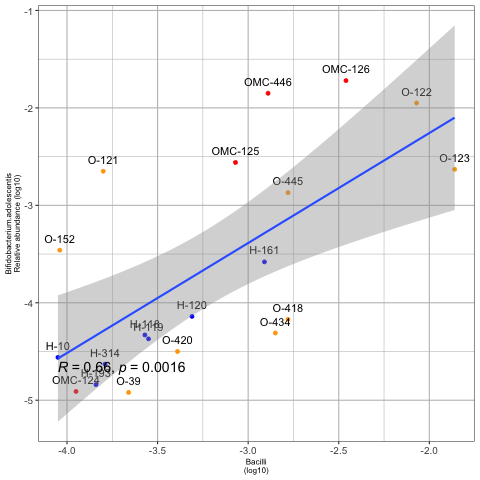 -1
OMC-126
OMC-446
O-122
-2
OMC-125
O-121
O-123
O-445
-3
O-152
H-161
-4
H-120
O-418
H-118
H-119
O-434
O-420
H-10
H-314
R = 0.66, p = 0.0016
H-193
OMC-124
O-39
-5
-4.0 -3.5 -3.0 -2.5 -2.0
Bacilli
(log10)
Bifidobacterium.adolescentis
Relative abundance (log10)